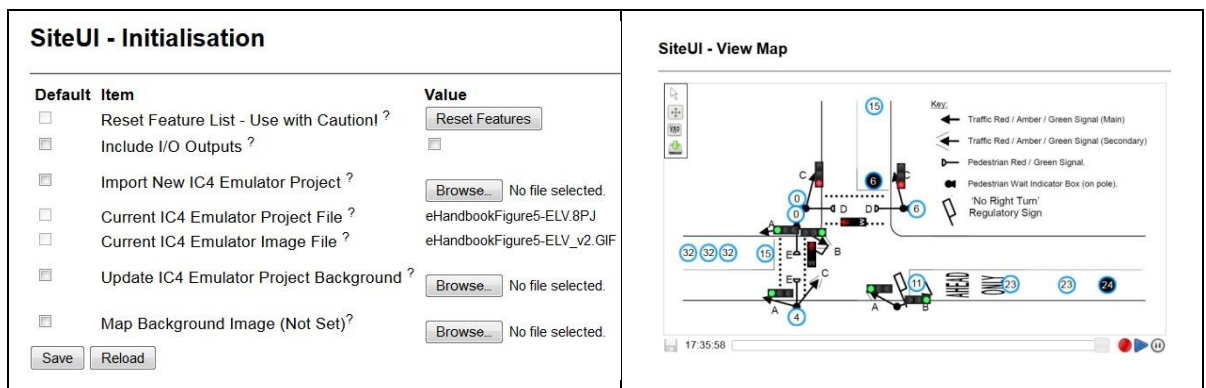 SiteUI - Initialisation
Default Item Value
Reset Feature List - Use with Caution! ? Reset Features
Include I/O Outputs ?
Import New IC4 Emulator Project ? Browse... No file selected.
Current IC4 Emulator Project File ? eHandbookFigure5-ELV.8PJ
Current IC4 Emulator Image File ? eHandbookFigure5-ELV_v2.GIF
Update IC4 Emulator Project Background ? Browse... No file selected.
Map Background Image (Not Set)? Browse... No file selected.
Save Reload
SiteUI - View Map
Key:
Traffic Red / Amber / Green Signal (Main)
Traffic Red / Amber / Green Signal (Secondary)
Pedestrian Red / Green Signal.
Pedestrian Wait Indicator Box (on pole).
'No Right Turn'
Regulatory Sign
15
C C
6
0
0 D D 6
A
B
32 32 32 15 E
E C
11 AHEAD ONLY 23 23 24
A A B
4
17:35:58